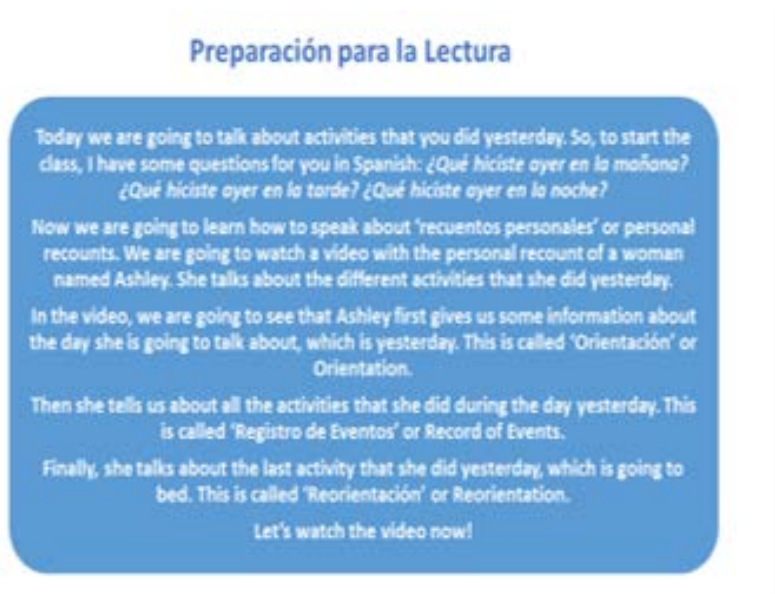 Preparación para la Lectura
Today we are going to talk about activities that you did yesterday. So, to start the
class, I have some questions for you in Spanish: ¿Qué hiciste ayer en la mañana?
¿Qué hiciste ayer en la tarde? ¿Qué hiciste ayer en la noche?
Now we are going to learn how to speak about 'recuentos personales' or personal
recounts. We are going to watch a video with the personal recount of a woman
named Ashley. She talks about the different activities that she did yesterday.
In the video, we are going to see that Ashley first gives us some information about
the day she is going to talk about, which is yesterday. This is called 'Orientación' or
Orientation.
Then she tells us about all the activities that she did during the day yesterday. This
is called 'Registro de Eventos' or Record of Events.
Finally, she talks about the last activity that she did yesterday, which is going to
bed. This is called 'Reorientación' or Reorientation.
Let's watch the video now!